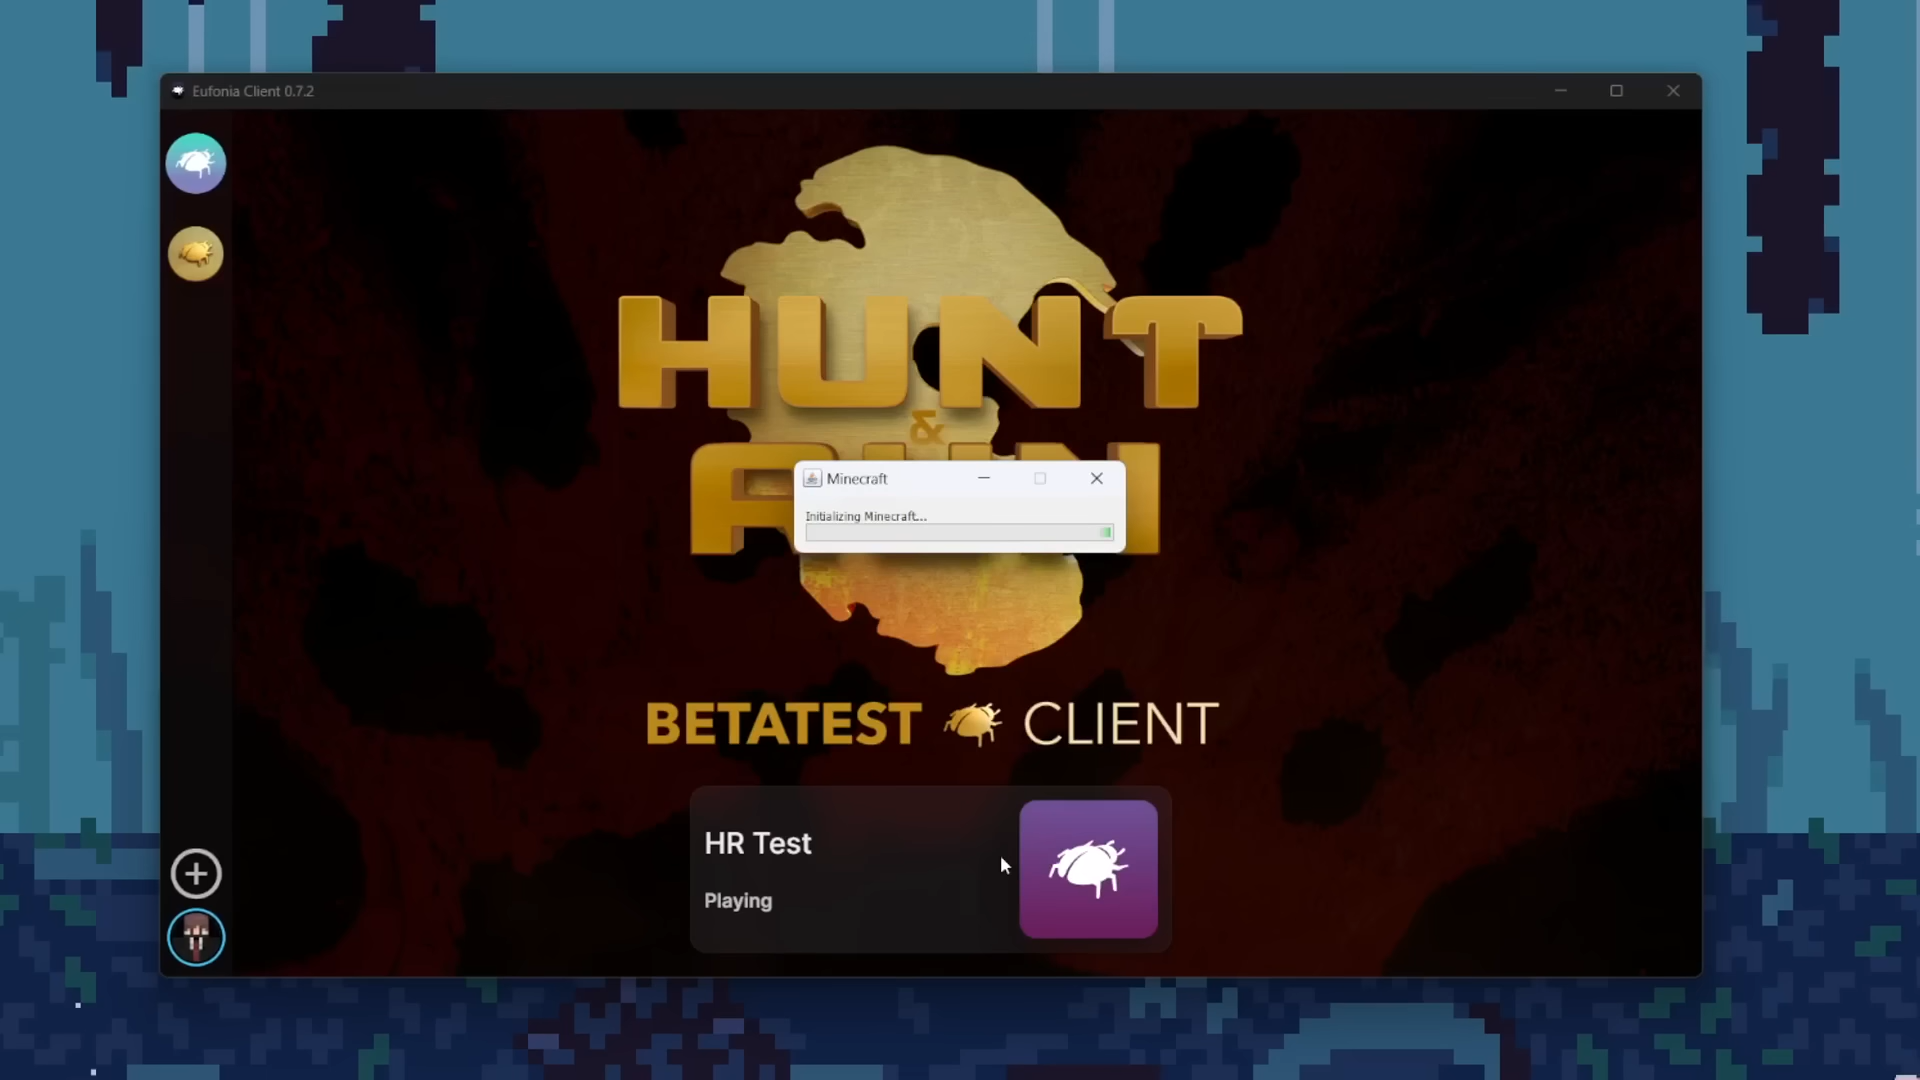 Eufonia Client 0.7.2
HUNT
&
Minecraft
Initializing Minecraft...
BETATEST CLIENT
HR Test
Playing